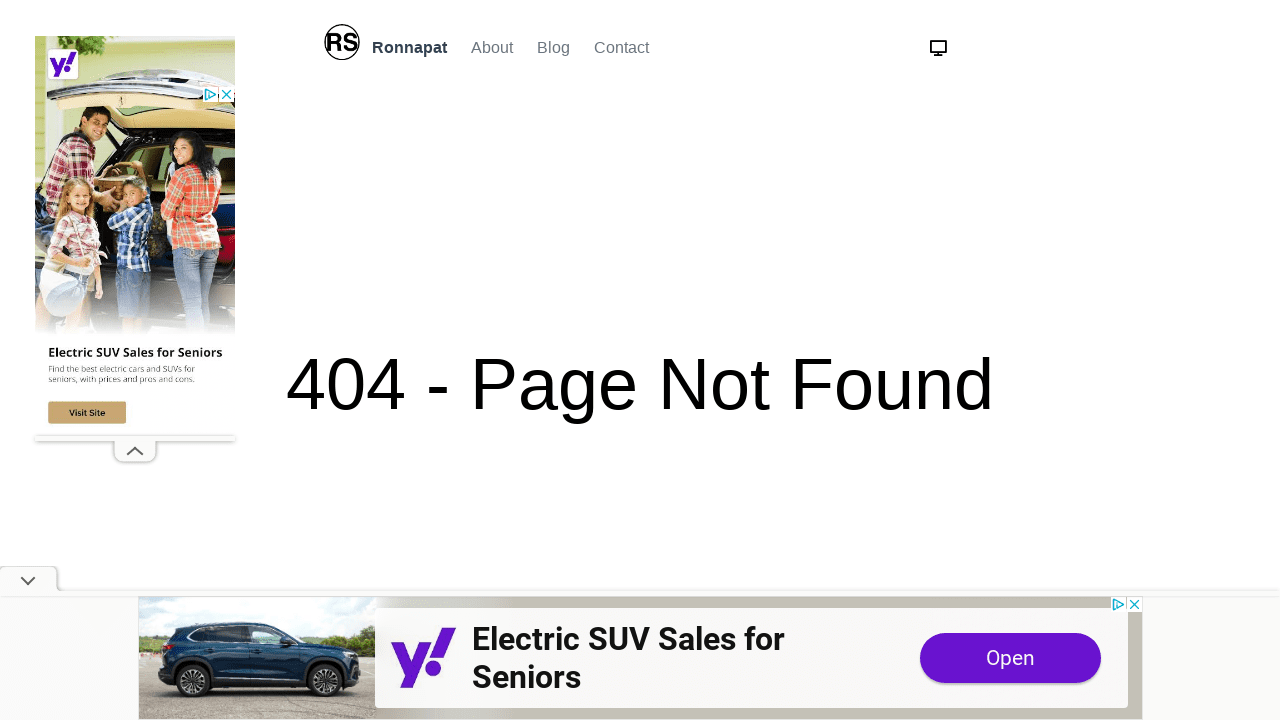 RS Ronnapat About Blog Contact
y!
Electric SUV Sales for Seniors
Find the best electric cars and SUVs for
seniors, with prices and pros and cons.
Visit Site
404 - Page Not Found
y!
Electric SUV Sales for
Seniors
Open